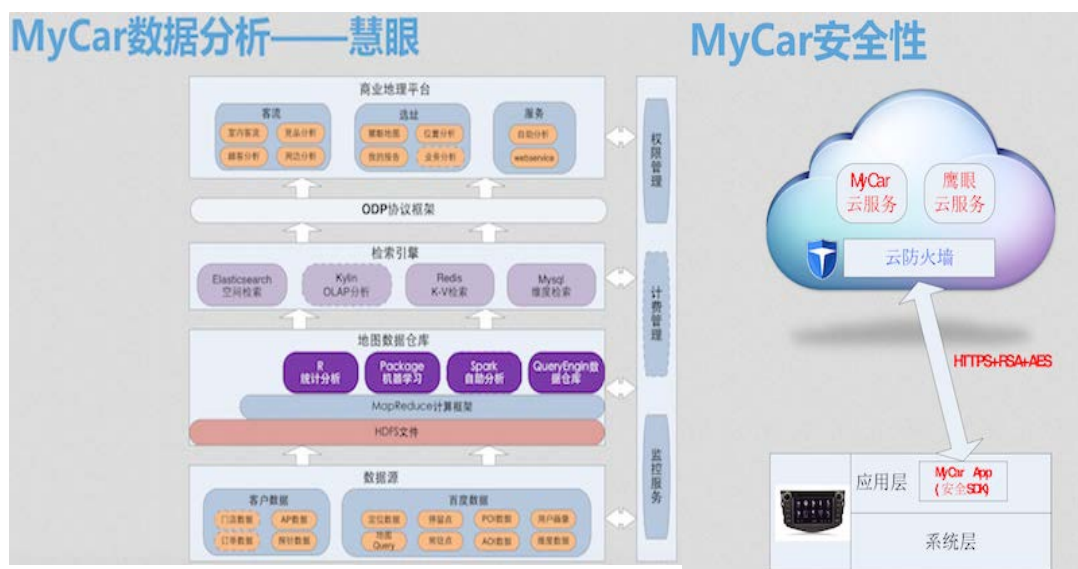 MyCar数据分析——慧眼
商业地理平台
客流
室内客流 竞品分析
顾客分析 周边分析
选址
位置分析
我的报告 业务分析
服务
自助分析
webservice
ODP协议框架
检索引擎
Elasticsearch
空间检索
Kylin
OLAP分析
Redis
K-V检索
Mysql
维度检索
地图数据仓库
R
统计分析
Package
机器学习
Spark
自助分析
QueryEngin数
据仓库
MapReduce计算框架
HDFS文件
数据源
客户数据
门店数据 AP数据
订单数据 探针数据
百度数据
定位数据 停留点 POI数据 用户画像
地图
Query
常驻点 AOI数据 维度数据
权限管理
计费管理
监控服务
MyCar安全性
MyCar
云服务
鹰眼
云服务
云防火墙
HTTPS+RSA+AES
应用层
MyCar App
(安全SDK)
系统层